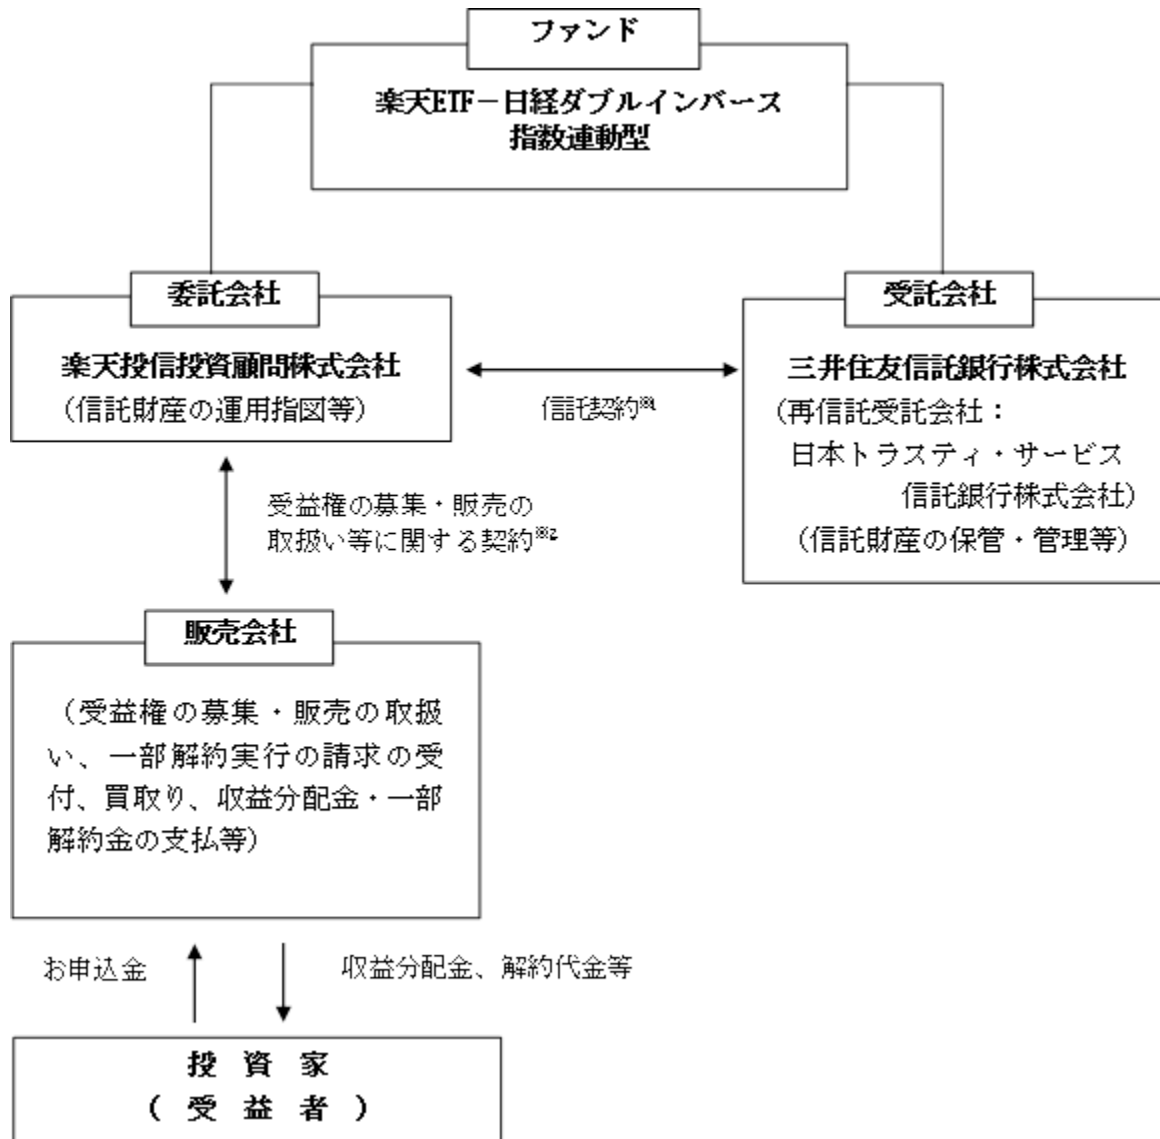 ファンド
楽天ETF－日経ダブルインバース
指数連動型
委託会社
楽天投信投資顧問株式会社
（信託財産の運用指図等）
信託契約※1
受託会社
三井住友信託銀行株式会社
（再信託受託会社：
日本トラスティ・サービス
信託銀行株式会社）
（信託財産の保管・管理等）
受益権の募集・販売の
取扱い等に関する契約※2
販売会社
（受益権の募集・販売の取扱
い、一部解約実行の請求の受
付、買取り、収益分配金・一部
解約金の支払等）
お申込金
収益分配金、解約代金等
投 資 家
（ 受 益 者 ）